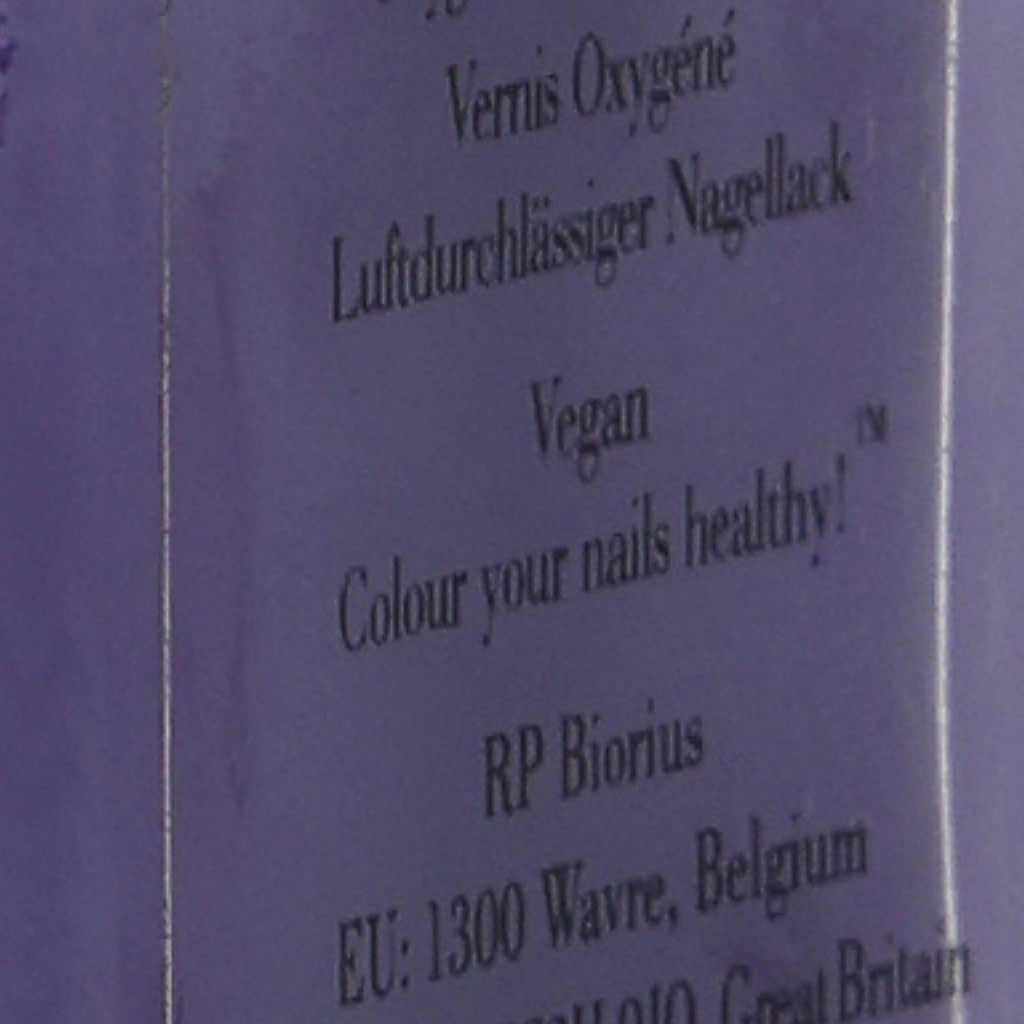 Vernis Oxygéné
Luftdurchlässiger Nagellack
Vegan
Colour your nails healthy!™
RP Biorius
EU: 1300 Wavre, Belgium
Great Britain